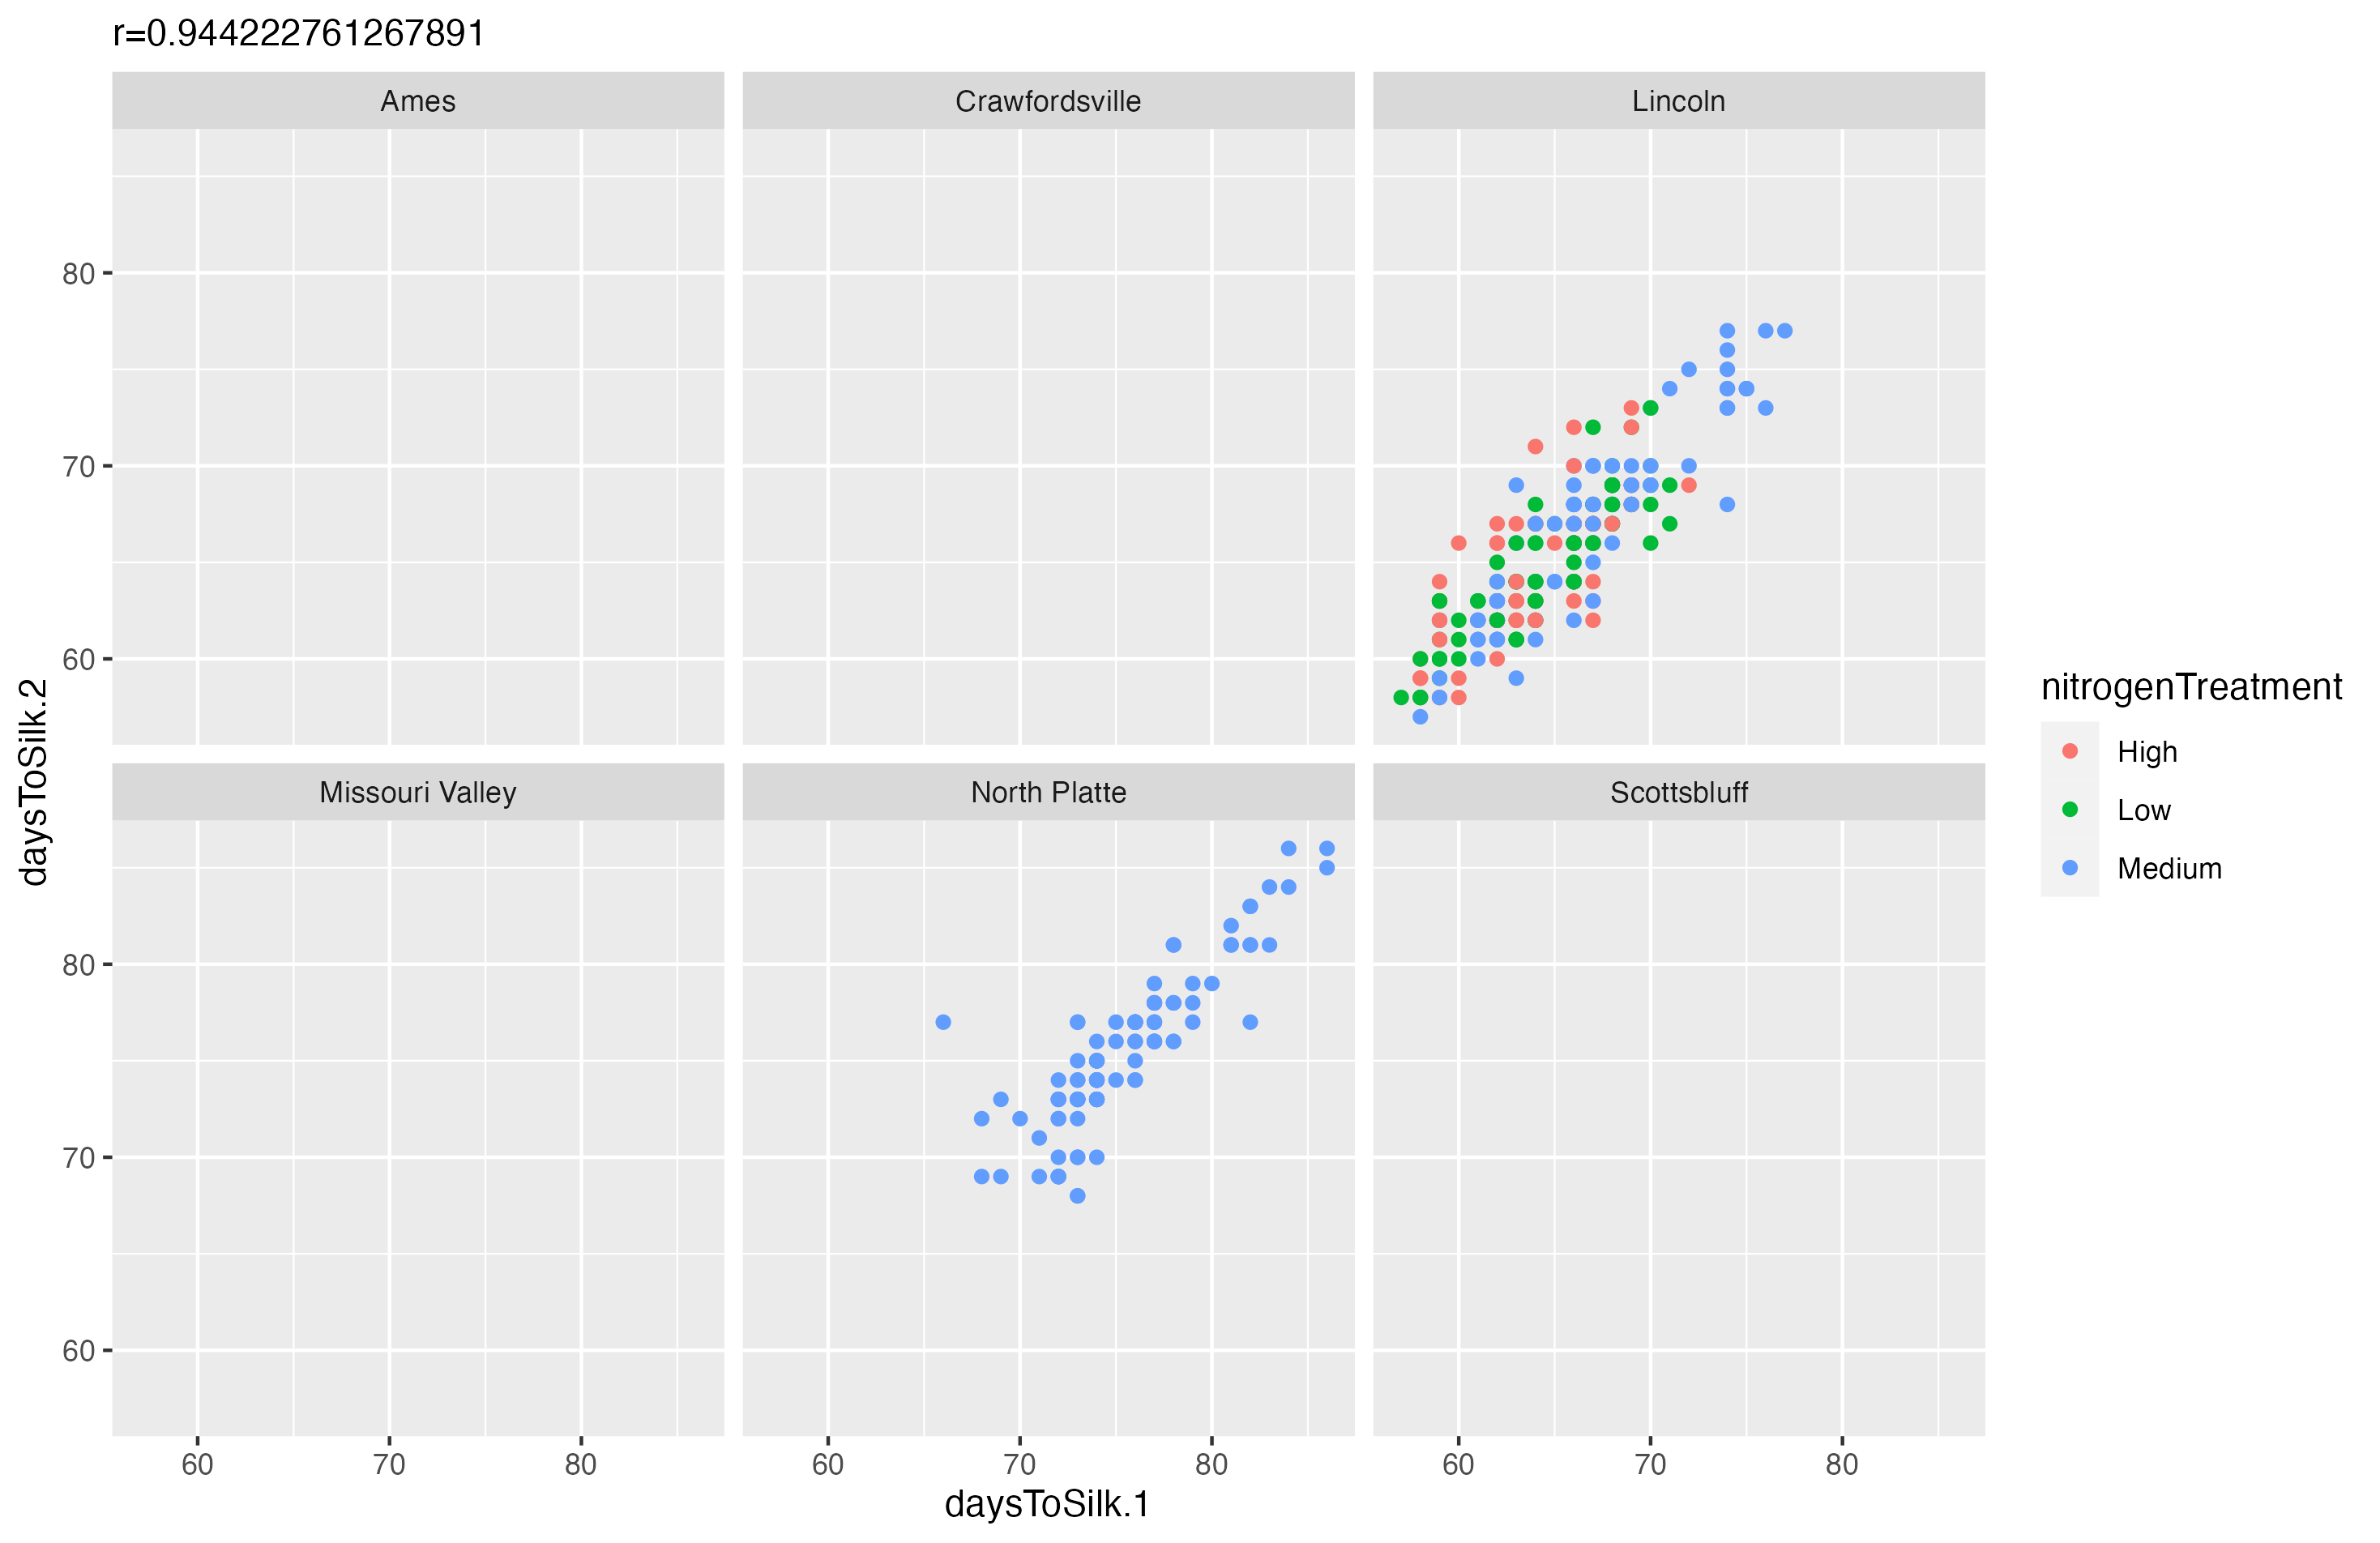 r=0.944222761267891
Ames
Crawfordsville
Lincoln
80
70
60
Missouri Valley
North Platte
Scottsbluff
80
70
60
60 70 80
60 70 80
60 70 80
daysToSilk.1
daysToSilk.2
nitrogenTreatment
High
Low
Medium